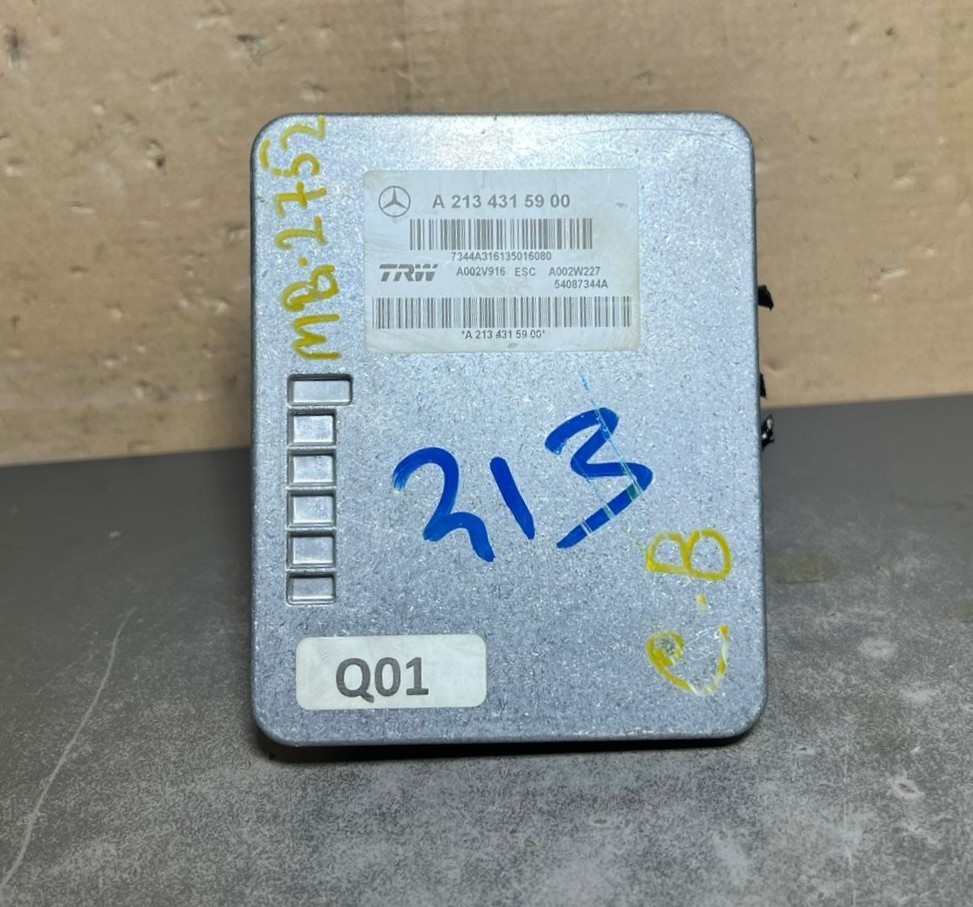 MB·2752
A 213 431 59 00
7344A316135016080
TRW A002V916 ESC A002W227
54087344A
*A 213 431 59 00*
213
C.B
Q01